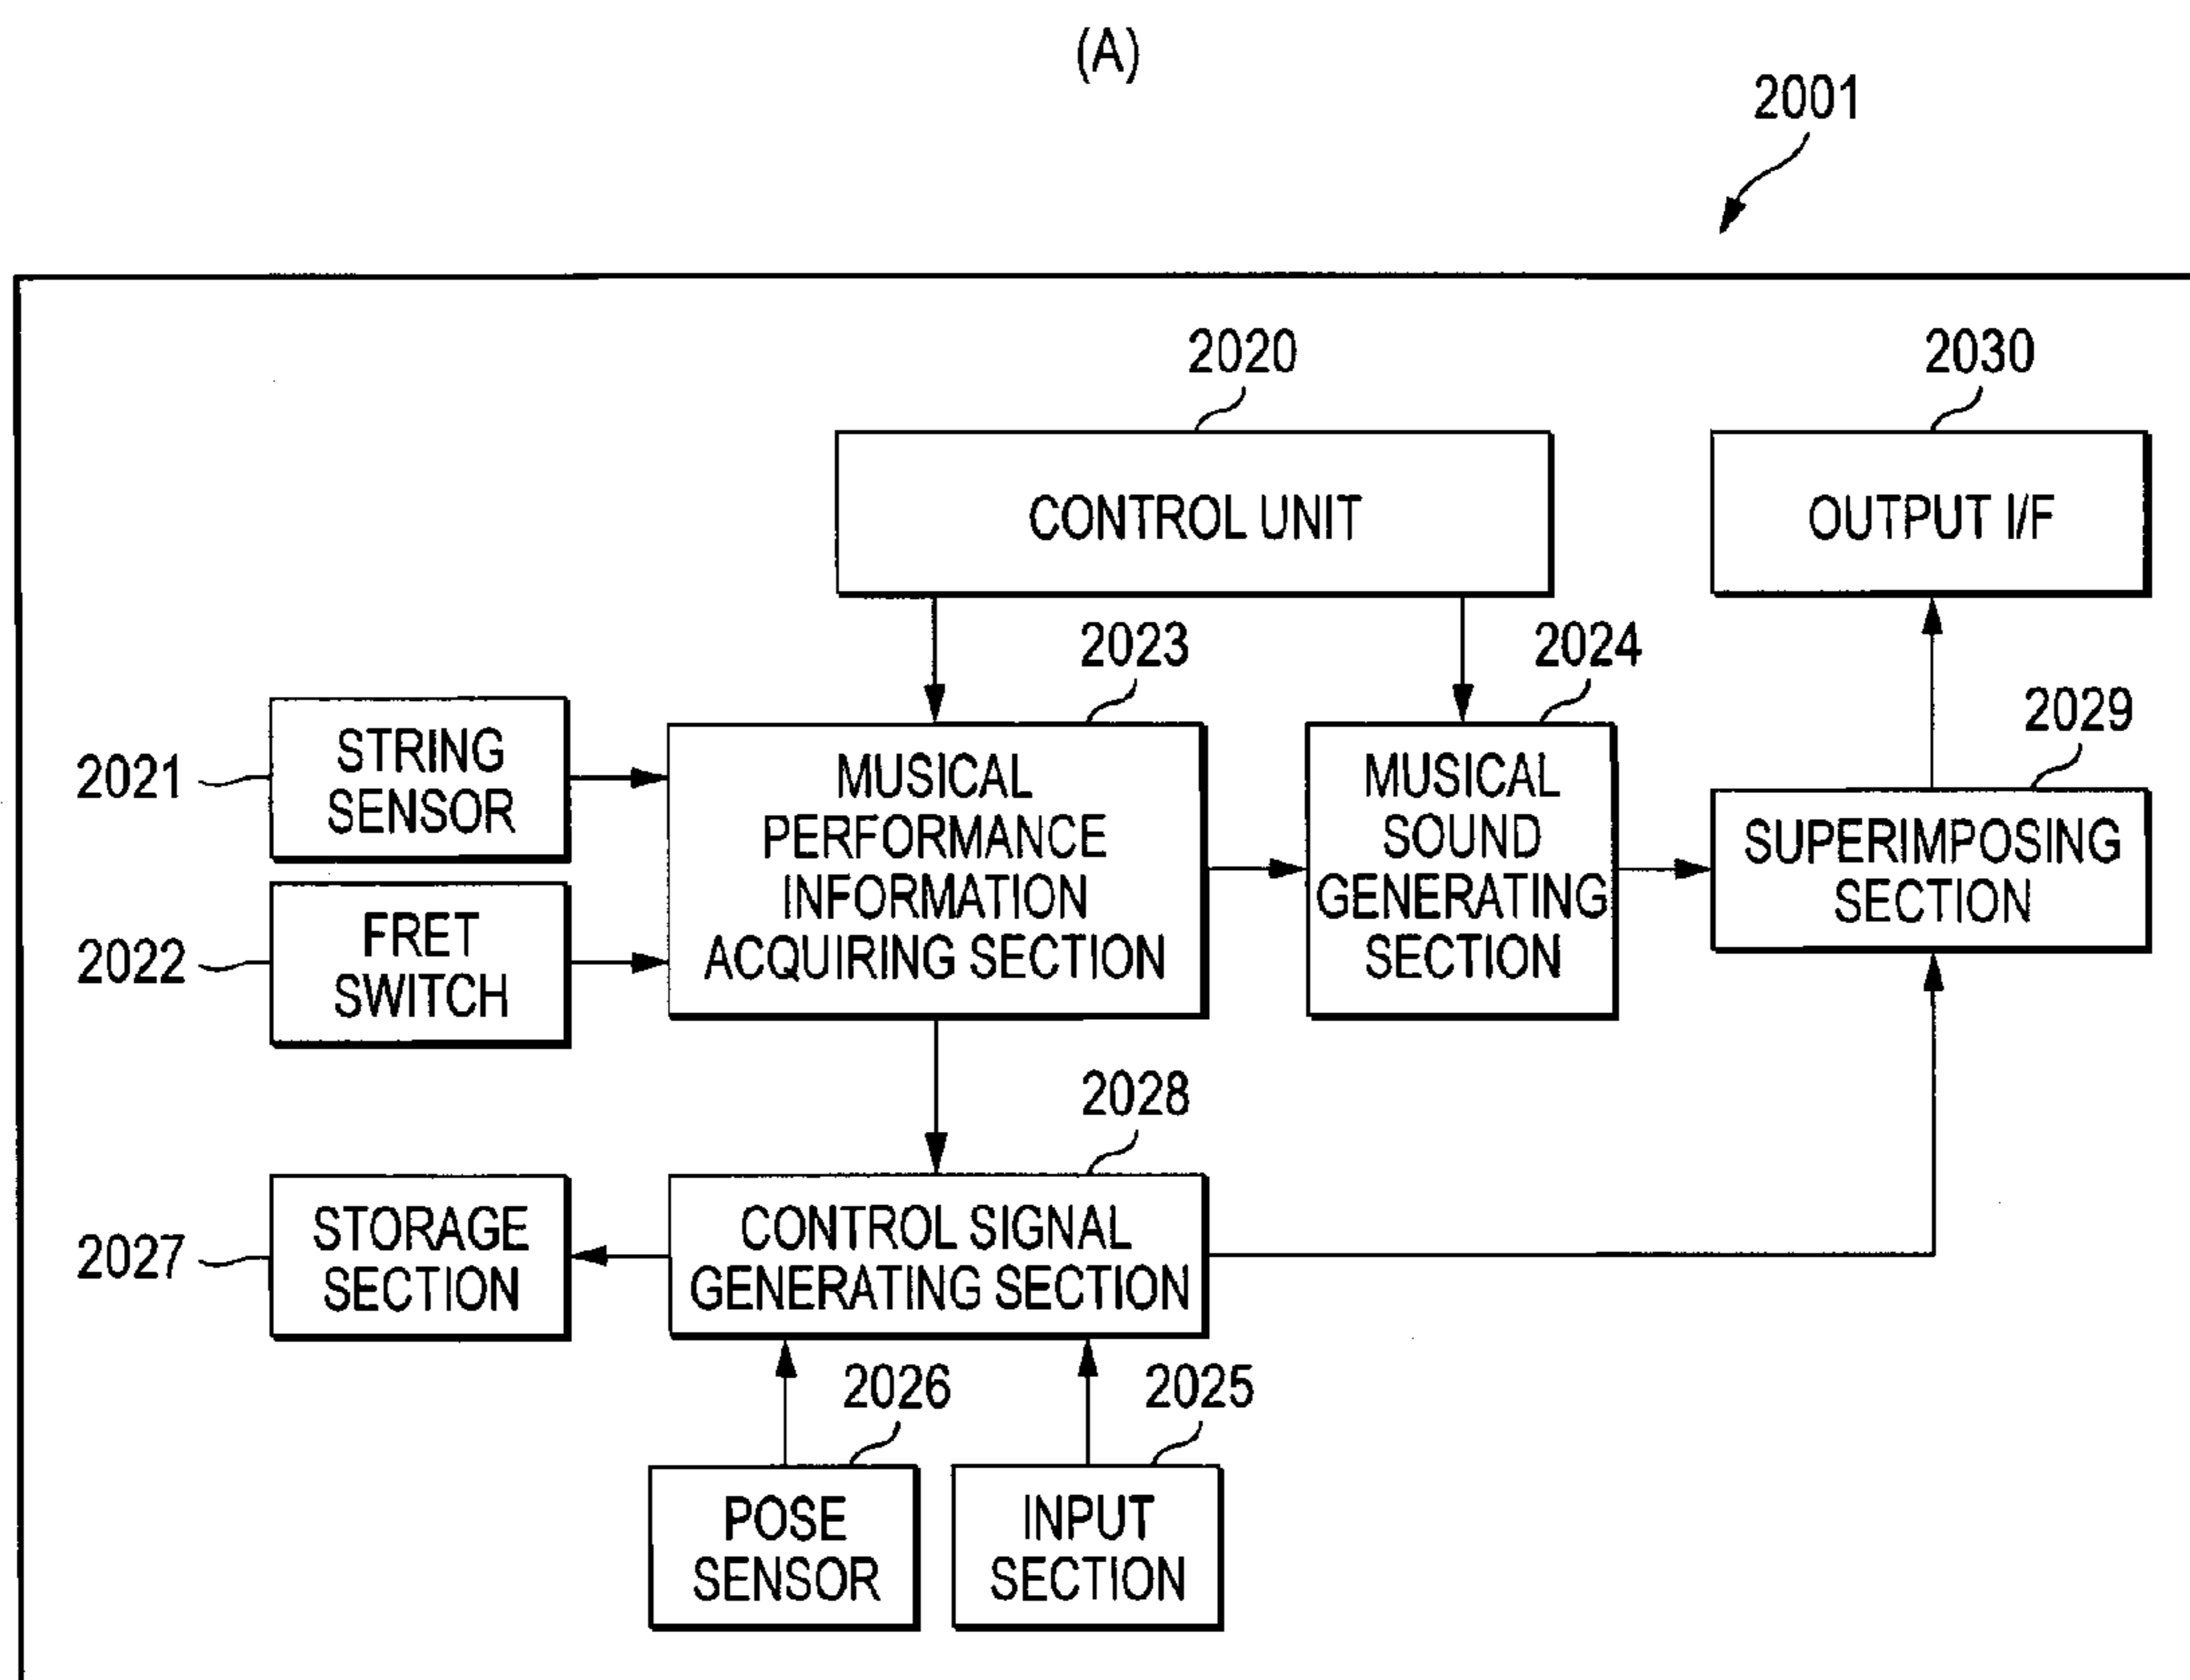 (A)
2001
2020
2030
CONTROL UNIT
OUTPUT I/F
2023
2024
2029
2021
STRING
SENSOR
MUSICAL
PERFORMANCE
INFORMATION
ACQUIRING SECTION
MUSICAL
SOUND
GENERATING
SECTION
SUPERIMPOSING
SECTION
2022
FRET
SWITCH
2028
2027
STORAGE
SECTION
CONTROL SIGNAL
GENERATING SECTION
2026
2025
POSE
SENSOR
INPUT
SECTION